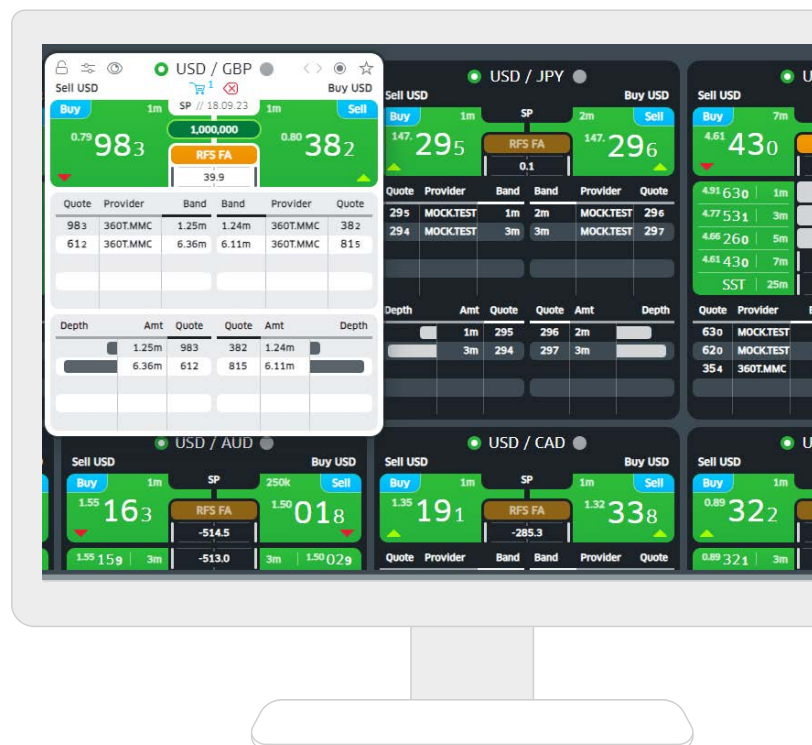 USD / GBP
Sell USD 1 Buy USD
Buy 1m SP // 18.09.23 1m Sell
0.79 983 1,000,000 0.80 382
RFS FA
39.9
Quote Provider Band Band Provider Quote
983 360T.MMC 1.25m 1.24m 360T.MMC 382
612 360T.MMC 6.36m 6.11m 360T.MMC 815
Depth Amt Quote Quote Amt Depth
1.25m 983 382 1.24m
6.36m 612 815 6.11m
USD / JPY
Sell USD Buy USD
Buy 1m SP 2m Sell
147. 295 RFS FA 147. 296
0.1
Quote Provider Band Band Provider Quote
295 MOCK.TEST 1m 2m MOCK.TEST 296
294 MOCK.TEST 3m 3m MOCK.TEST 297
Depth Amt Quote Quote Amt Depth
1m 295 296 2m
3m 294 297 3m
U
Sell USD
Buy 7m
4.61 430
4.91 630 1m
4.77 531 3m
4.66 260 5m
4.61 430 7m
SST 25m
Quote Provider
630 MOCK.TEST
620 MOCK.TEST
354 360T.MMC
USD / AUD
Sell USD Buy USD
Buy 1m SP 250k Sell
1.55 163 RFS FA 1.50 018
-514.5
1.55 159 3m -513.0 3m 1.50 029
USD / CAD
Sell USD Buy USD
Buy 1m SP 1m Sell
1.35 191 RFS FA 1.32 338
-285.3
Quote Provider Band Band Provider Quote
U
Sell USD
Buy 1m
0.89 322
0.89 321 3m